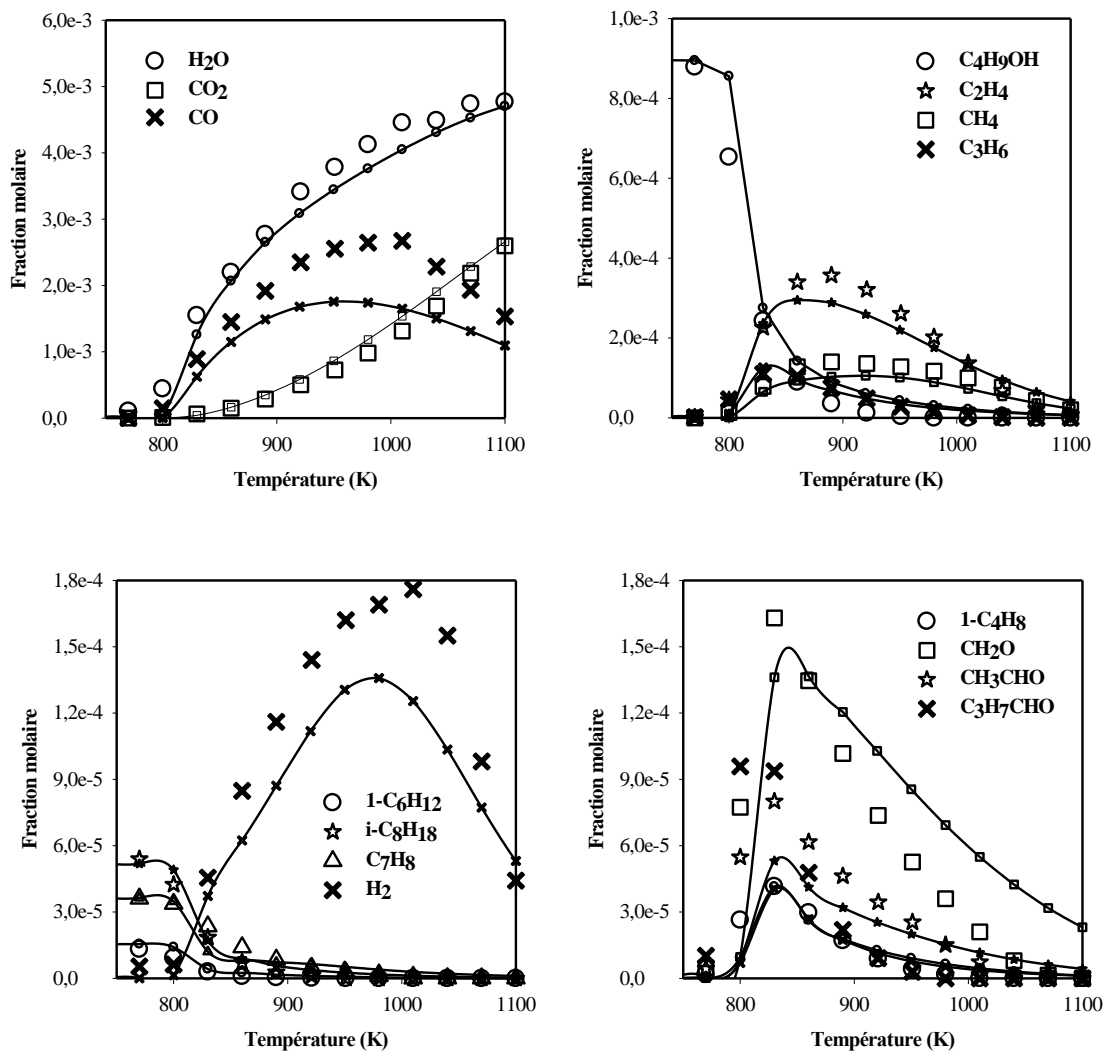 6,0e-3
5,0e-3
4,0e-3
3,0e-3
2,0e-3
1,0e-3
0,0
Fraction molaire
H2O
CO2
CO
800
900
1000
1100
Température (K)
1,0e-3
8,0e-4
6,0e-4
4,0e-4
2,0e-4
0,0
Fraction molaire
C4H9OH
C2H4
CH4
C3H6
800
900
1000
1100
Température (K)
1,8e-4
1,5e-4
1,2e-4
9,0e-5
6,0e-5
3,0e-5
0,0
Fraction molaire
1-C6H12
i-C8H18
C7H8
H2
800
900
1000
1100
Température (K)
1,8e-4
1,5e-4
1,2e-4
9,0e-5
6,0e-5
3,0e-5
0,0
Fraction molaire
1-C4H8
CH2O
CH3CHO
C3H7CHO
800
900
1000
1100
Température (K)